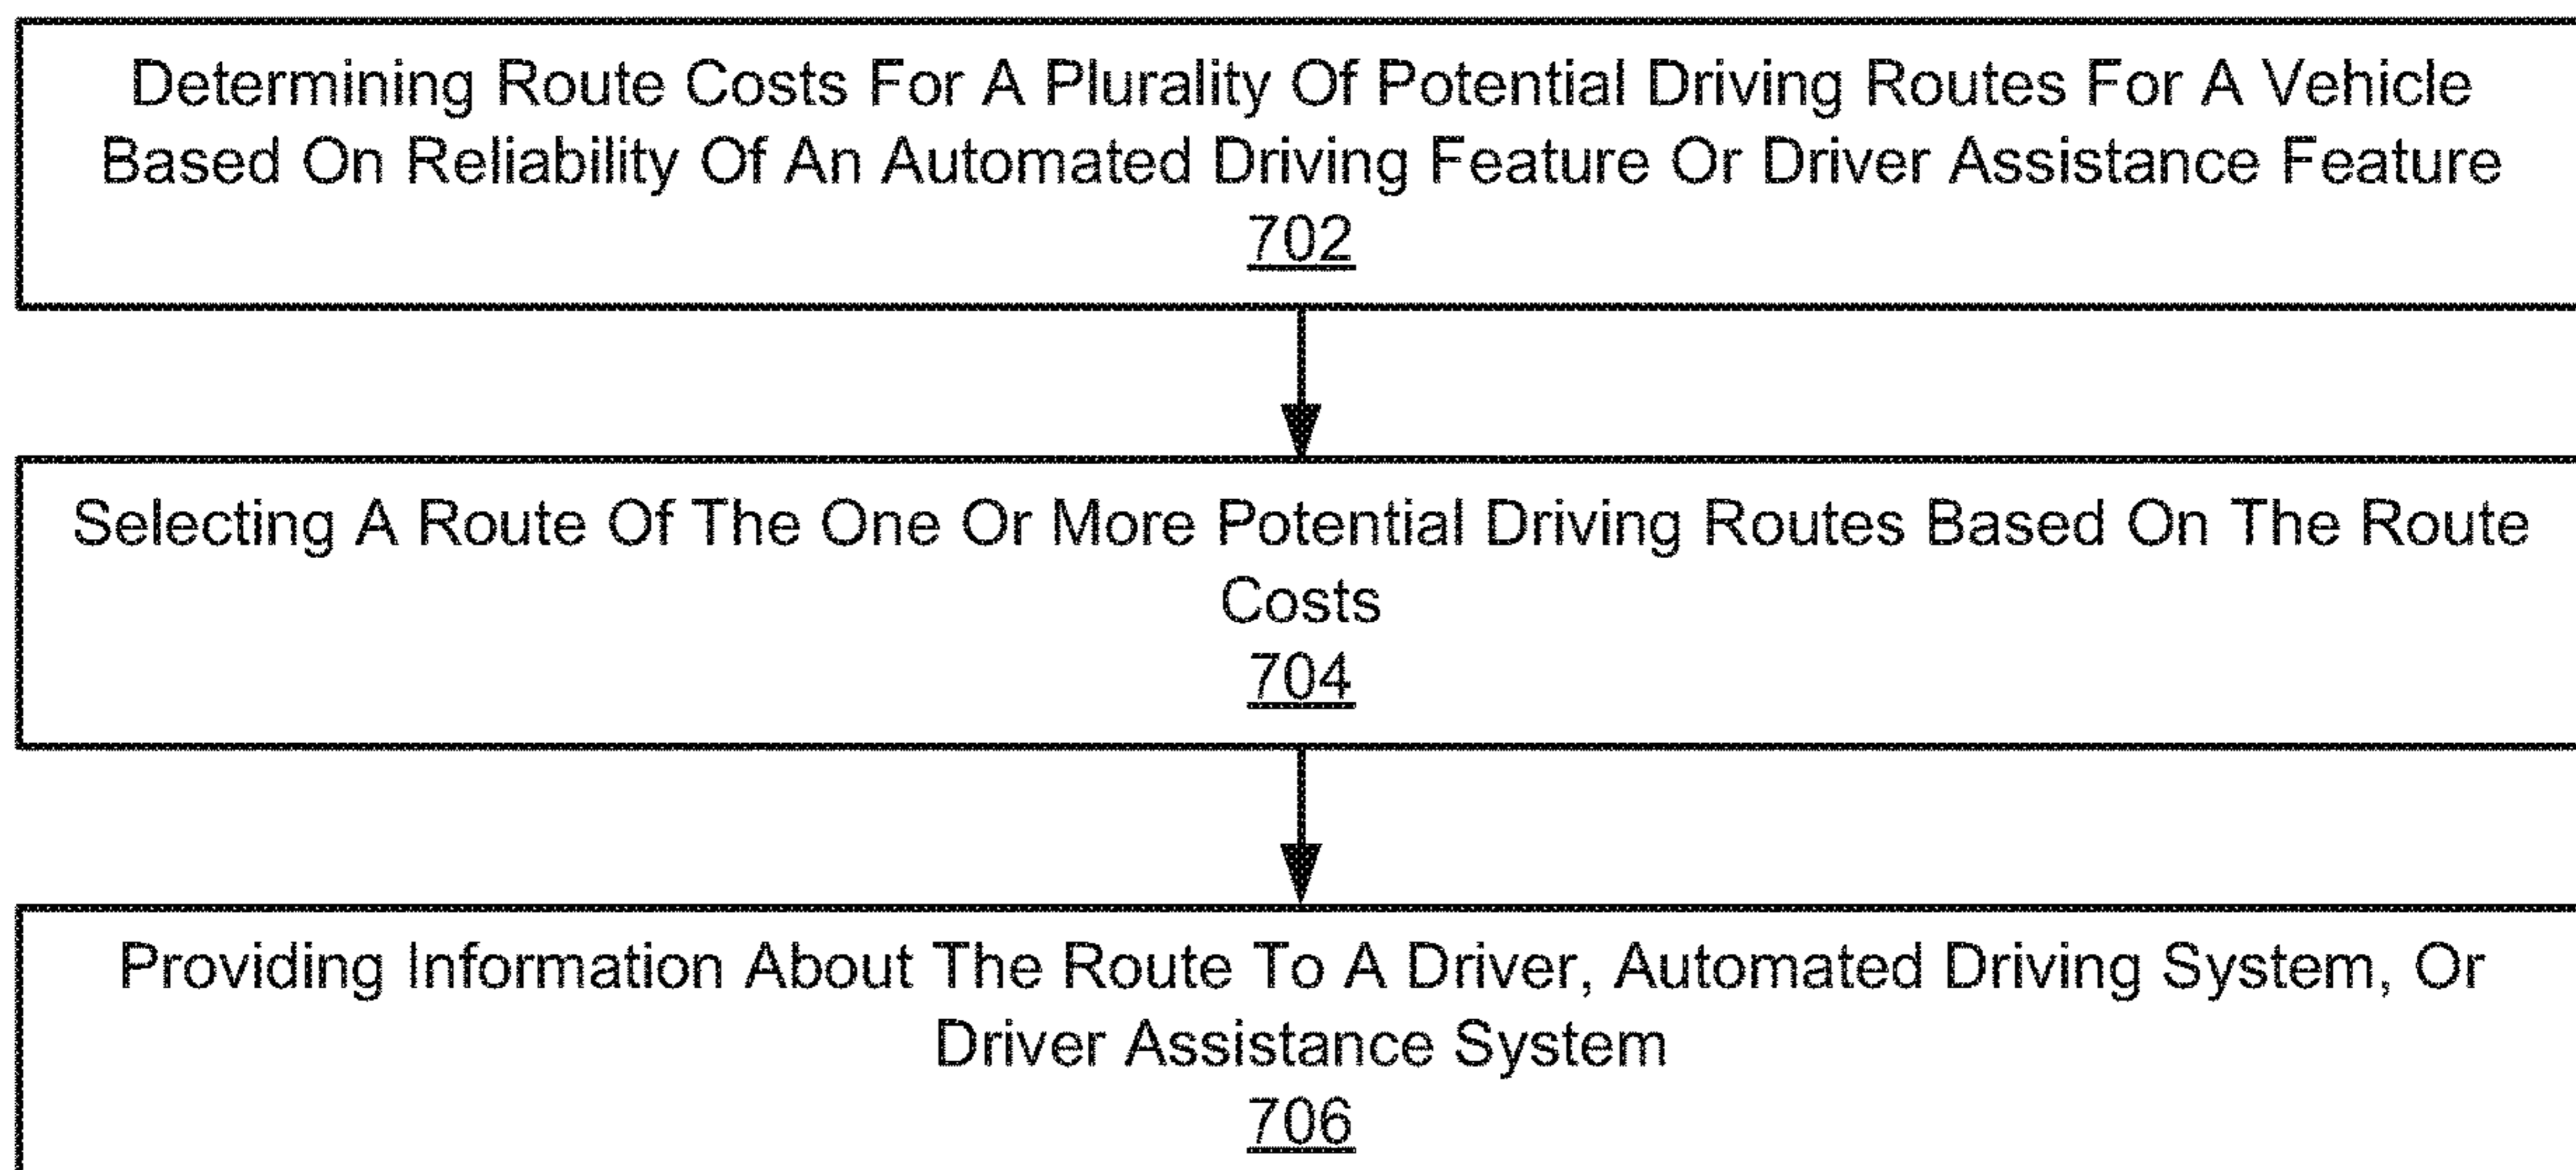 Determining Route Costs For A Plurality Of Potential Driving Routes For A Vehicle
Based On Reliability Of An Automated Driving Feature Or Driver Assistance Feature
702
Selecting A Route Of The One Or More Potential Driving Routes Based On The Route
Costs
704
Providing Information About The Route To A Driver, Automated Driving System, Or
Driver Assistance System
706